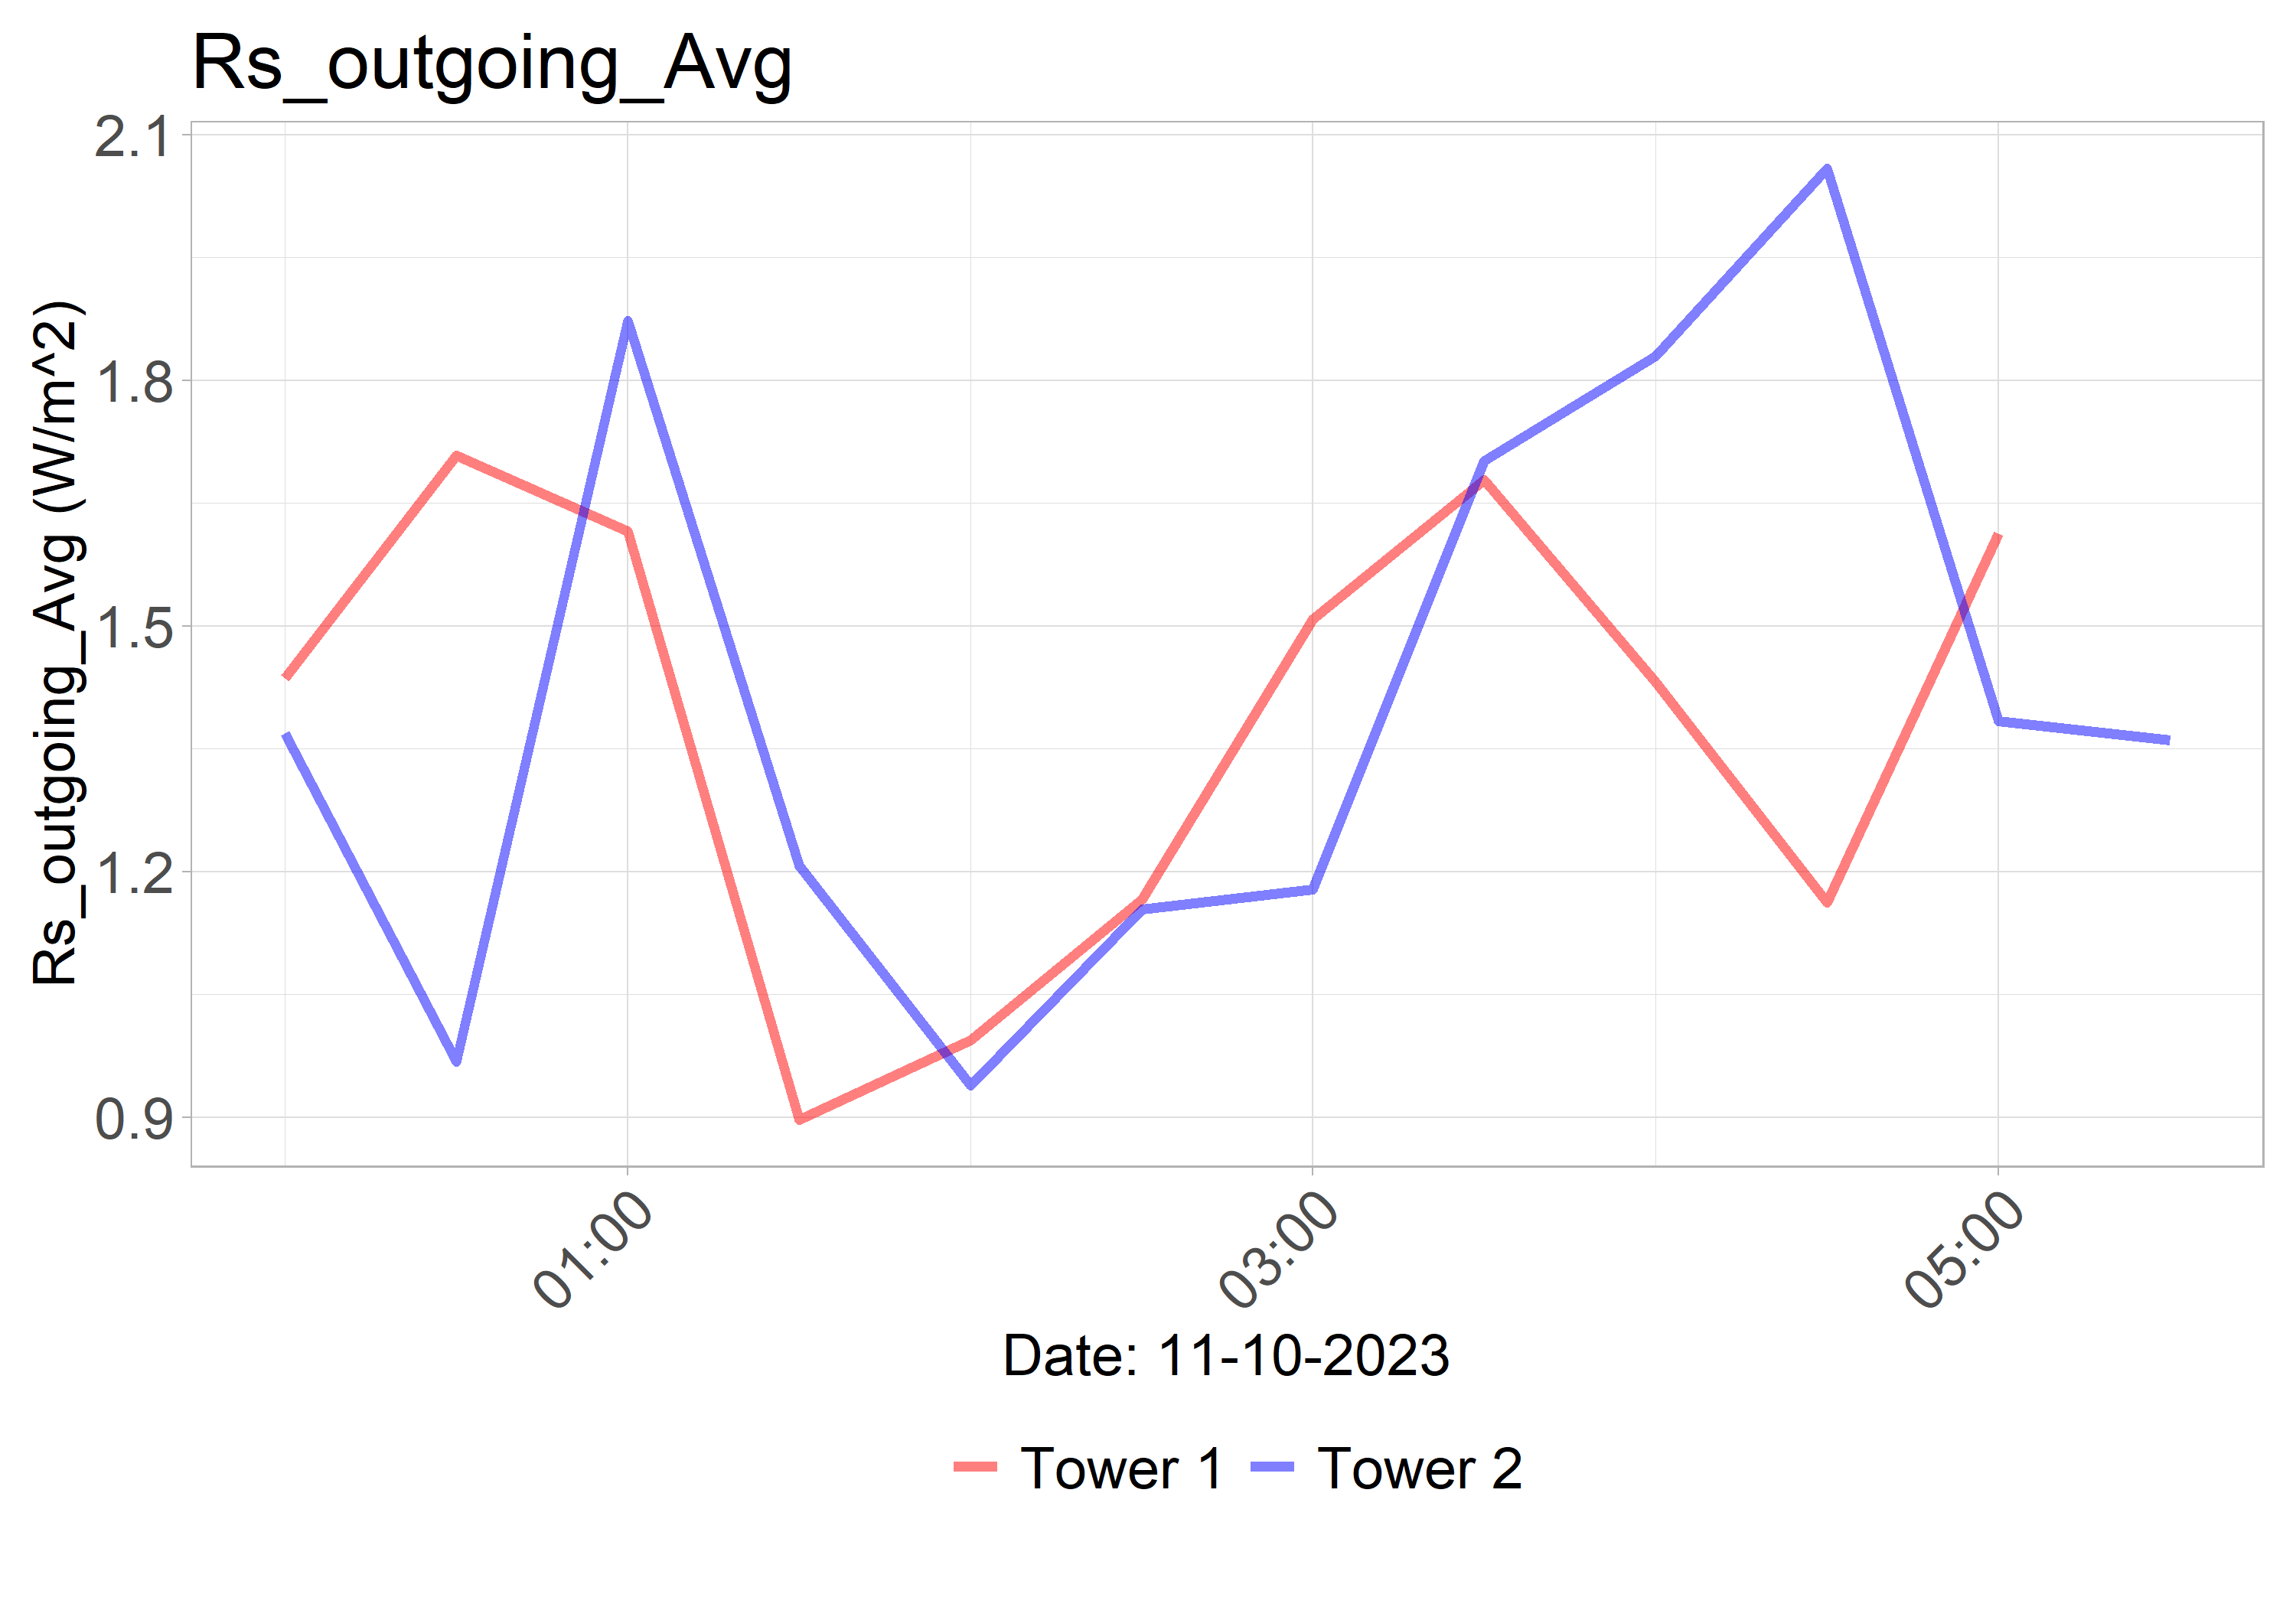 Rs_outgoing_Avg
Rs_outgoing_Avg (W/m^2)
2.1
1.8
1.5
1.2
0.9
01:00
03:00
05:00
Date: 11-10-2023
Tower 1
Tower 2